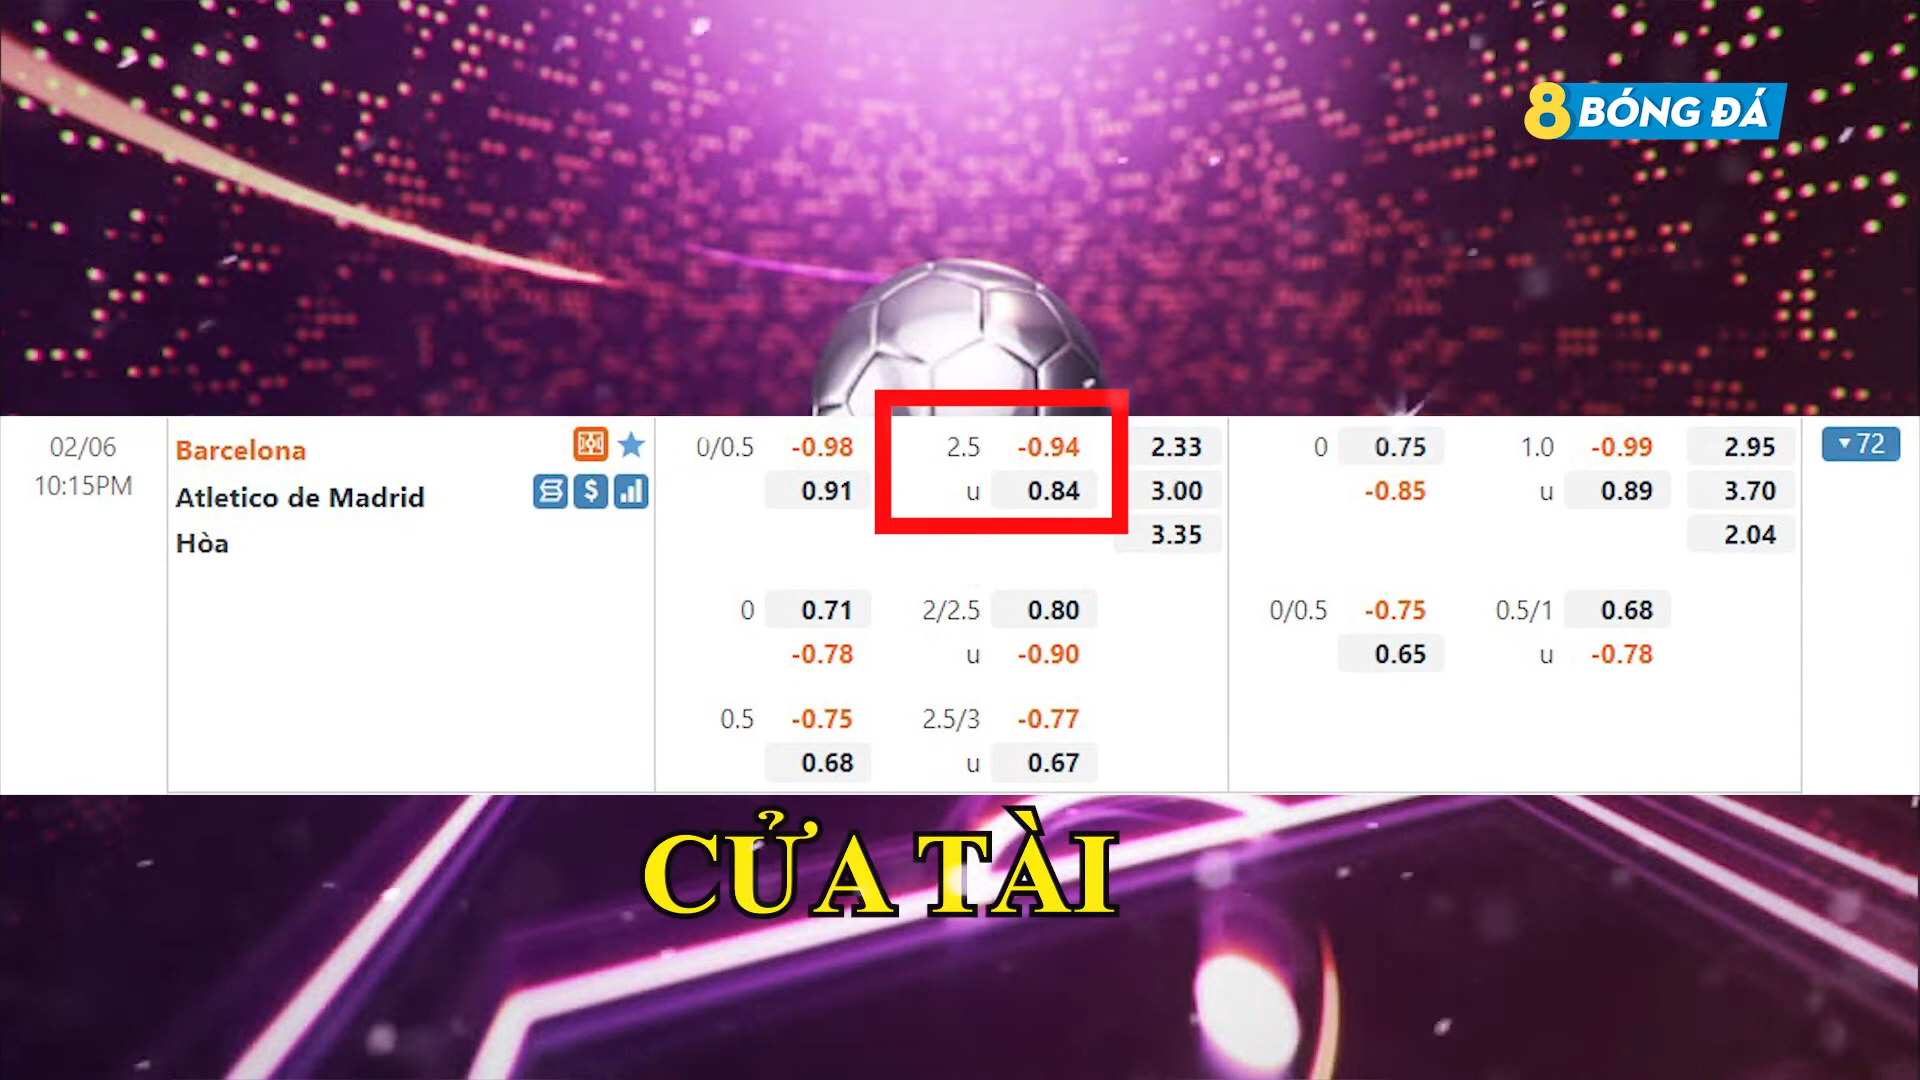 8 BÓNG ĐÁ
02/06 Barcelona 0/0.5 -0.98 2.5 -0.94 2.33 0 0.75 1.0 -0.99 2.95 72
10:15PM Atletico de Madrid $ 0.91 u 0.84 3.00 -0.85 u 0.89 3.70
Hòa 3.35 2.04
0 0.71 2/2.5 0.80 0/0.5 -0.75 0.5/1 0.68
-0.78 u -0.90 0.65 u -0.78
0.5 -0.75 2.5/3 -0.77
0.68 u 0.67
CỬA TÀI